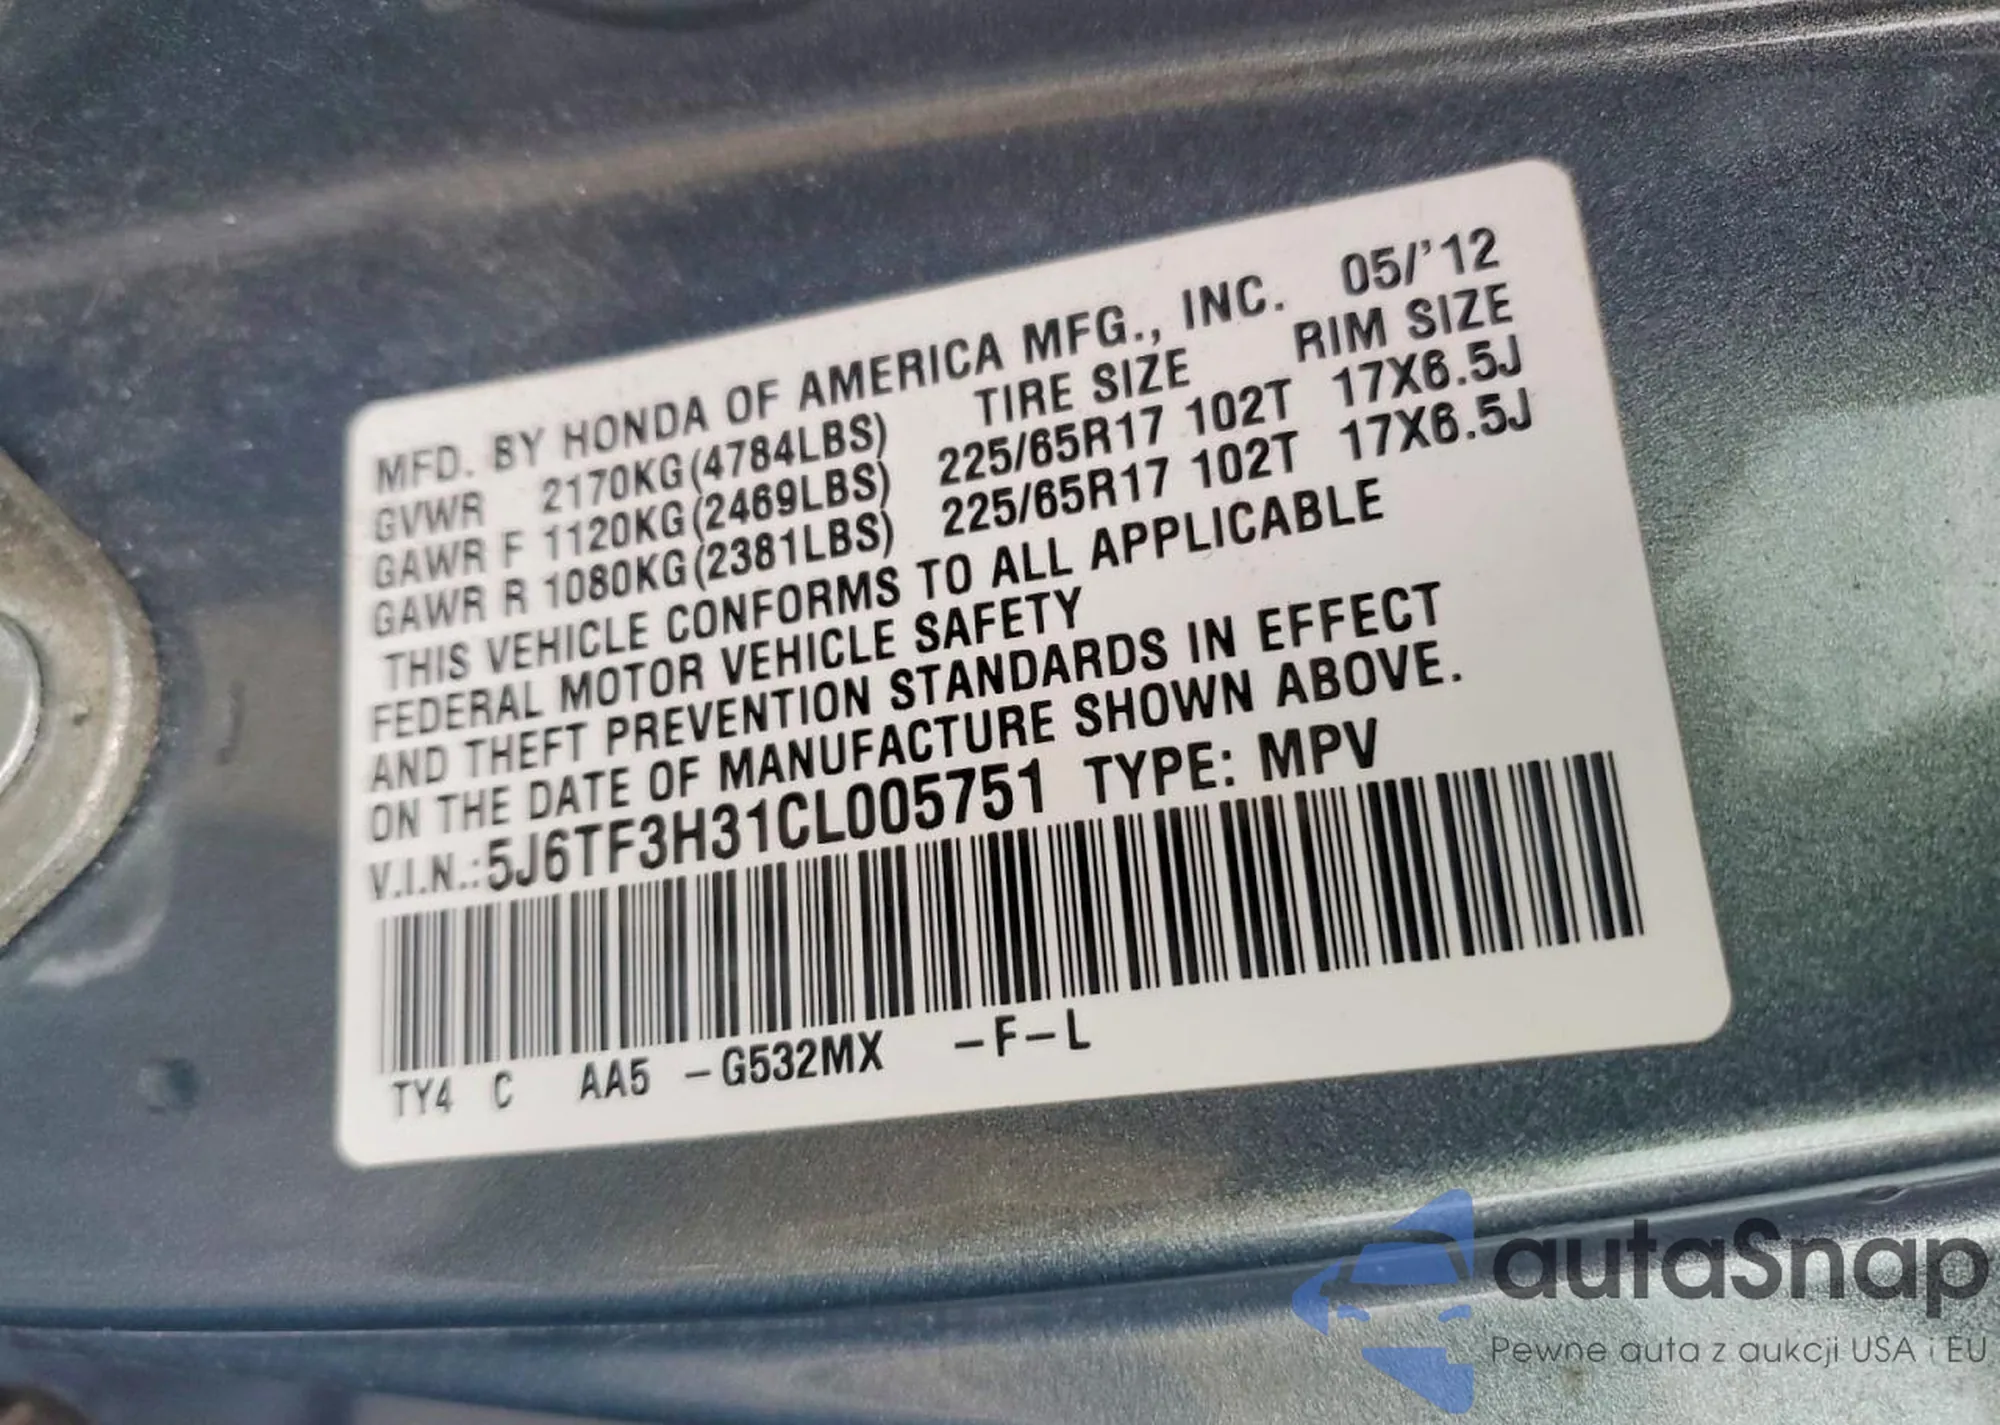 MFD. BY HONDA OF AMERICA MFG., INC. 05/'12
TIRE SIZE RIM SIZE
GVWR 2170KG(4784LBS)
GAWR F 1120KG(2469LBS) 225/65R17 102T 17X6.5J
GAWR R 1080KG(2381LBS) 225/65R17 102T 17X6.5J
THIS VEHICLE CONFORMS TO ALL APPLICABLE
FEDERAL MOTOR VEHICLE SAFETY
AND THEFT PREVENTION STANDARDS IN EFFECT
ON THE DATE OF MANUFACTURE SHOWN ABOVE.
V.I.N.:5J6TF3H31CL005751 TYPE: MPV
TY4 C AA5 -G532MX -F-L
autaSnap
Pewne auta z aukcji USA i EU